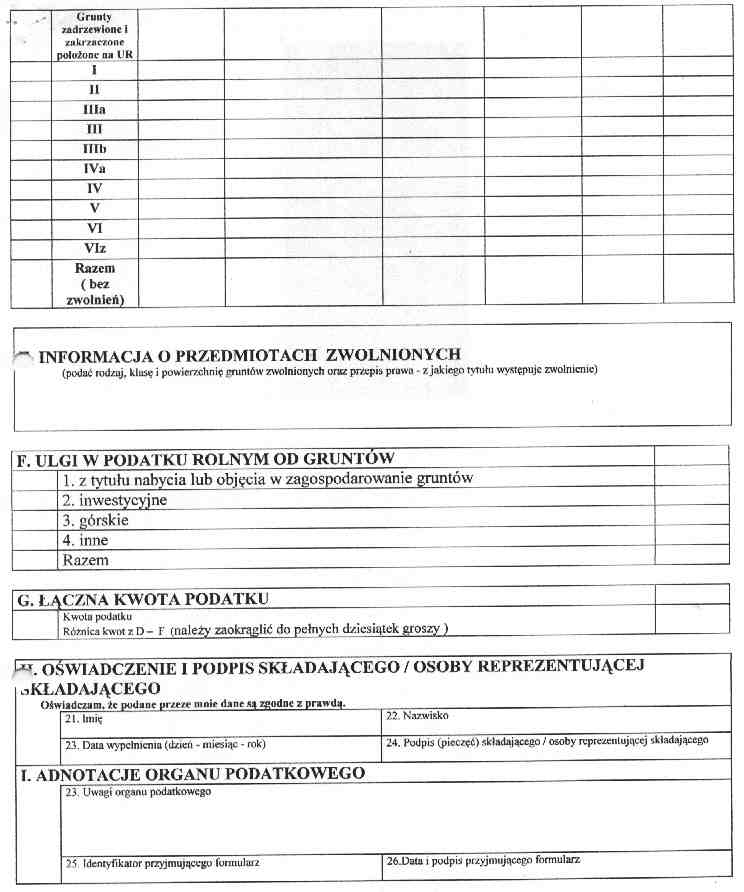 Grunty
zadrzewione i
zakrzaczone
położone na UR
I
II
IIIa
III
IIIb
IVa
IV
V
VI
VIz
Razem
( bez
zwolnień)
INFORMACJA O PRZEDMIOTACH ZWOLNIONYCH
(podać rodzaj, klasę i powierzchnię gruntów zwolnionych oraz przepis prawa - z jakiego tytułu występuje zwolnienie)
F. ULGI W PODATKU ROLNYM OD GRUNTÓW
1. z tytułu nabycia lub objęcia w zagospodarowanie gruntów
2. inwestycyjne
3. górskie
4. inne
Razem
G. ŁĄCZNA KWOTA PODATKU
Kwota podatku
Różnica kwot z D – F (należy zaokrąglić do pełnych dziesiątek groszy )
. OŚWIADCZENIE I PODPIS SKŁADAJĄCEGO / OSOBY REPREZENTUJĄCEJ
SKŁADAJĄCEGO
Oświadczam, że podane przeze mnie dane są zgodne z prawdą.
21. Imię
22. Nazwisko
23. Data wypełnienia (dzień - miesiąc - rok)
24. Podpis (pieczęć) składającego / osoby reprezentującej składającego
I. ADNOTACJE ORGANU PODATKOWEGO
23. Uwagi organu podatkowego
25. Identyfikator przyjmującego formularz
26.Data i podpis przyjmującego formularz